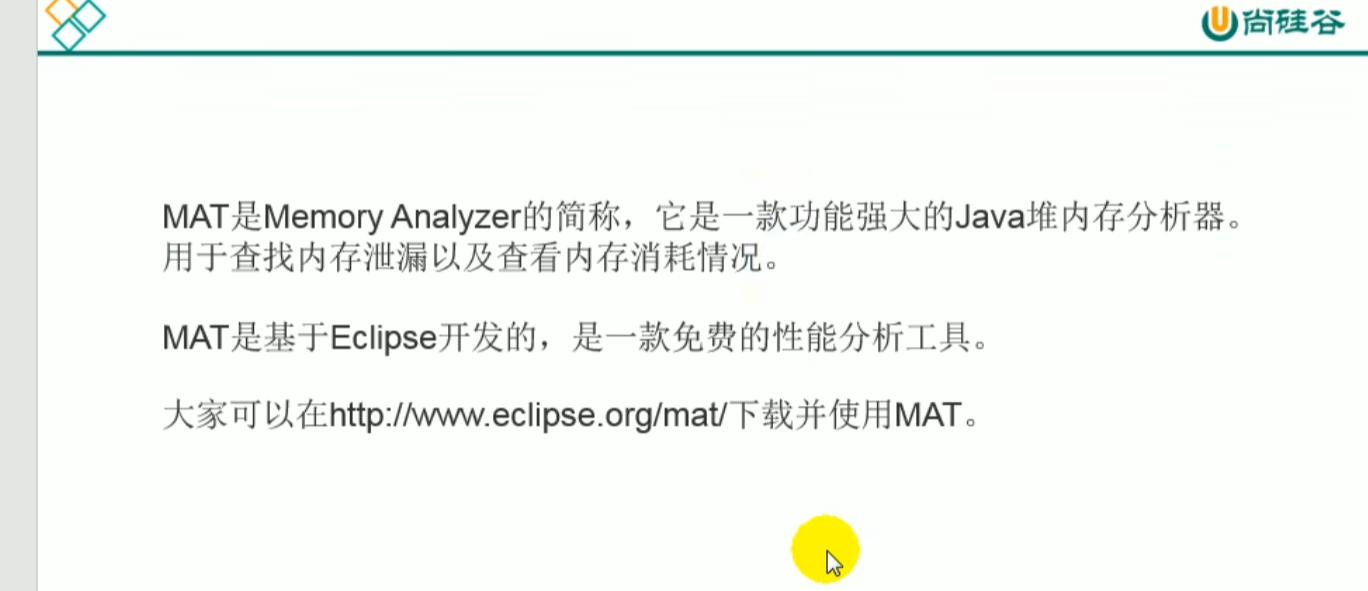 尚硅谷
MAT是Memory Analyzer的简称，它是一款功能强大的Java堆内存分析器。
用于查找内存泄漏以及查看内存消耗情况。
MAT是基于Eclipse开发的，是一款免费的性能分析工具。
大家可以在http://www.eclipse.org/mat/下载并使用MAT。